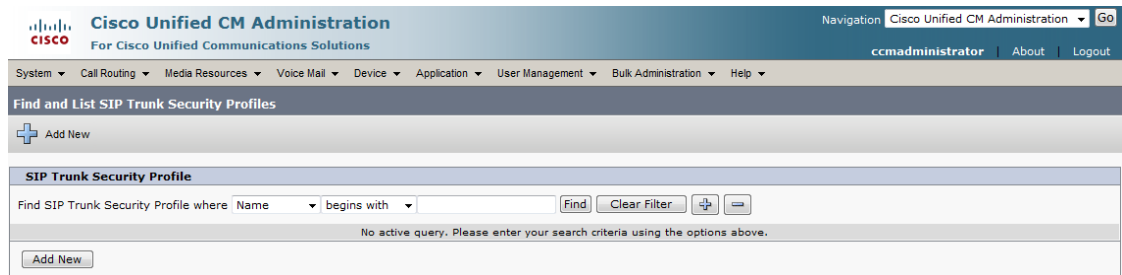 Cisco Unified CM Administration
Navigation Cisco Unified CM Administration Go
CISCO
For Cisco Unified Communications Solutions
ccmadministrator | About | Logout
System Call Routing Media Resources Voice Mail Device Application User Management Bulk Administration Help
Find and List SIP Trunk Security Profiles
Add New
SIP Trunk Security Profile
Find SIP Trunk Security Profile where Name begins with Find Clear Filter
No active query. Please enter your search criteria using the options above.
Add New